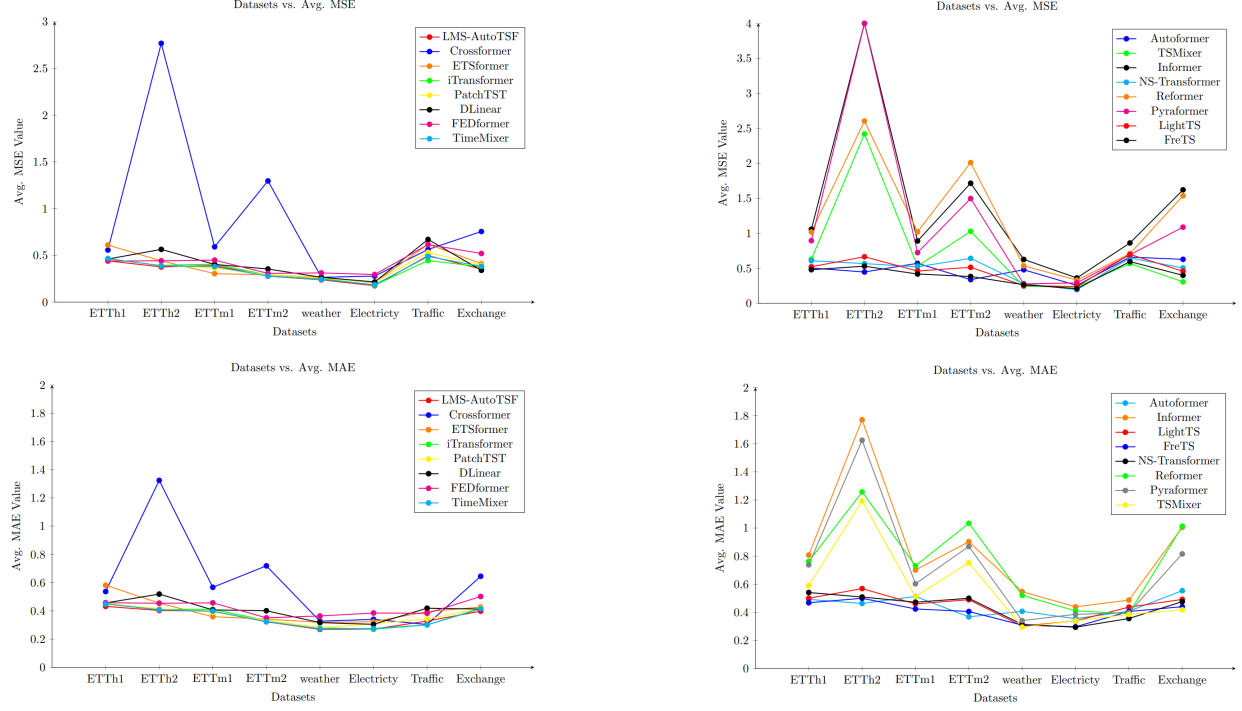 Datasets vs. Avg. MSE
3
2.5
2
1.5
1
0.5
0
Avg. MSE Value
LMS-AutoTSF
Crossformer
ETSformer
iTransformer
PatchTST
DLinear
FEDformer
TimeMixer
ETTh1 ETTh2 ETTm1 ETTm2 weather Electricty Traffic Exchange
Datasets
Datasets vs. Avg. MSE
4
3.5
3
2.5
2
1.5
1
0.5
0
Avg. MSE Value
Autoformer
TSMixer
Informer
NS-Transformer
Reformer
Pyraformer
LightTS
FreTS
ETTh1 ETTh2 ETTm1 ETTm2 weather Electricty Traffic Exchange
Datasets
Datasets vs. Avg. MAE
2
1.8
1.6
1.4
1.2
1
0.8
0.6
0.4
0.2
0
Avg. MAE Value
LMS-AutoTSF
Crossformer
ETSformer
iTransformer
PatchTST
DLinear
FEDformer
TimeMixer
ETTh1 ETTh2 ETTm1 ETTm2 weather Electricty Traffic Exchange
Datasets
Datasets vs. Avg. MAE
2
1.8
1.6
1.4
1.2
1
0.8
0.6
0.4
0.2
0
Avg. MAE Value
Autoformer
Informer
LightTS
FreTS
NS-Transformer
Reformer
Pyraformer
TSMixer
ETTh1 ETTh2 ETTm1 ETTm2 weather Electricty Traffic Exchange
Datasets